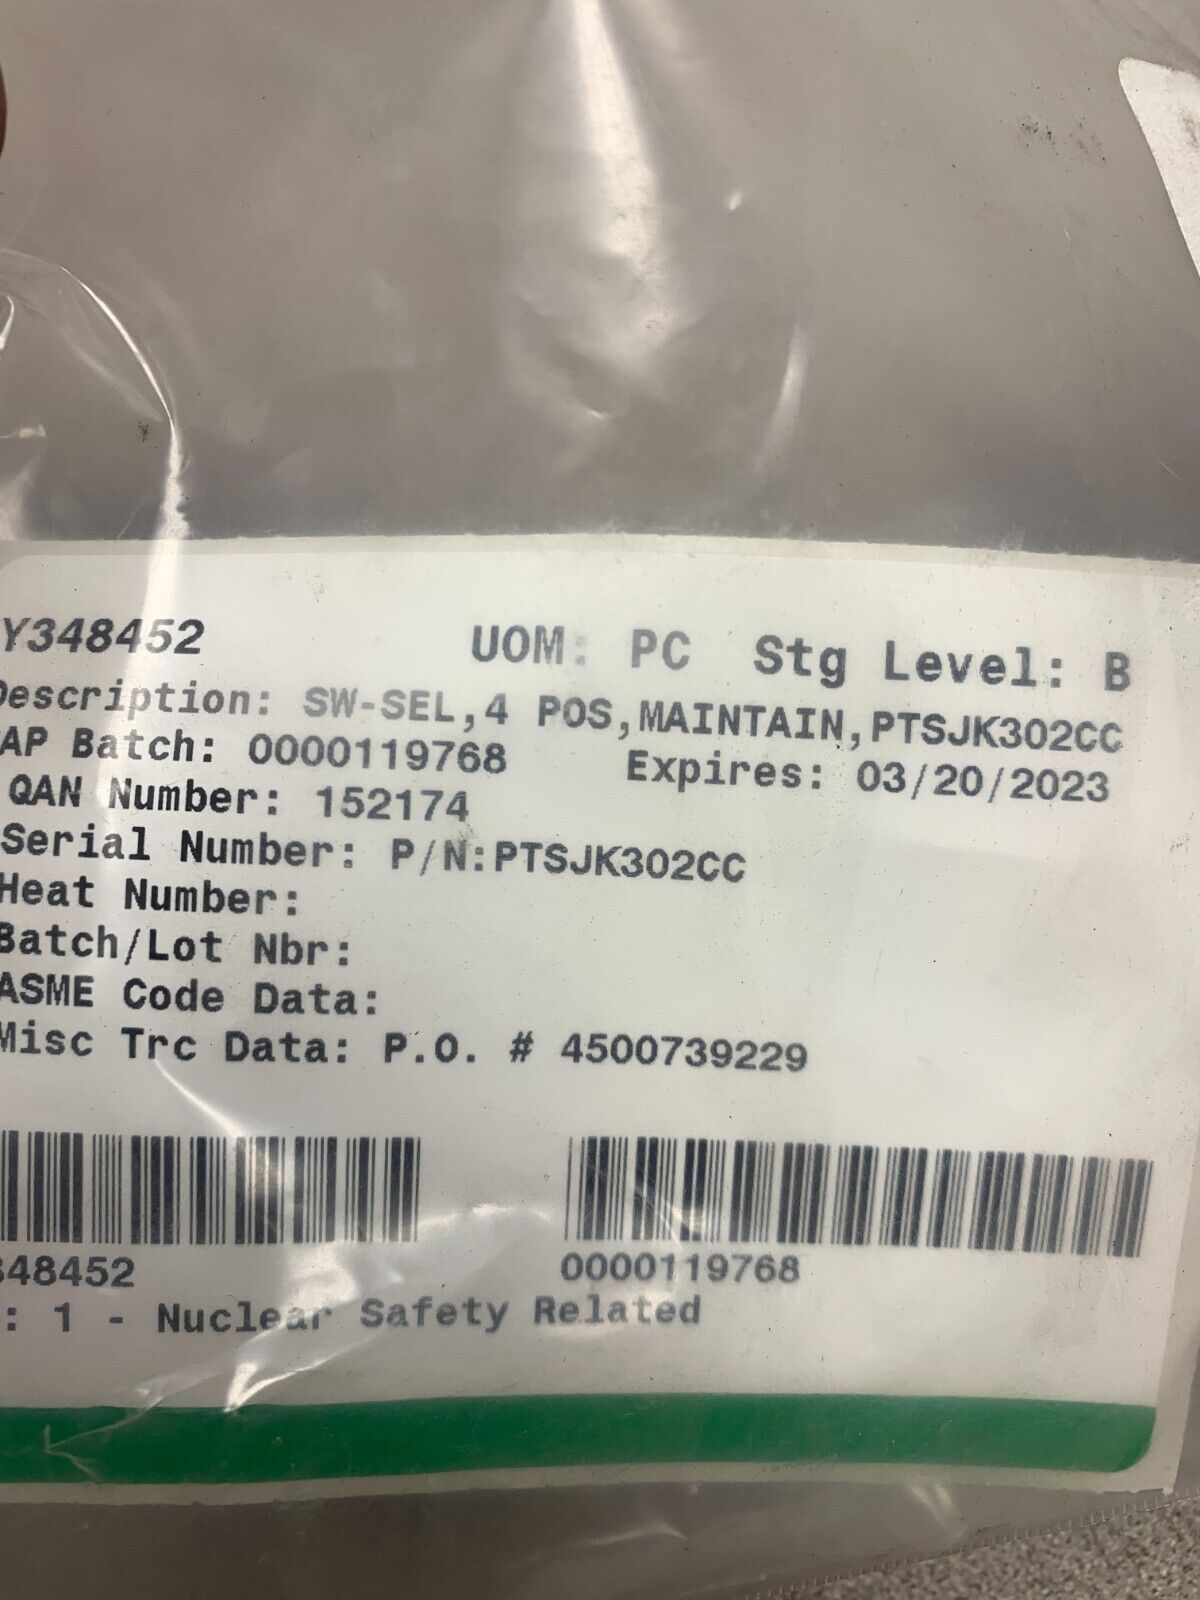 Y348452 UOM: PC Stg Level: B
Description: SW-SEL,4 POS,MAINTAIN,PTSJK302CC
AP Batch: 0000119768 Expires: 03/20/2023
QAN Number: 152174
Serial Number: P/N:PTSJK302CC
Heat Number:
Batch/Lot Nbr:
ASME Code Data:
Misc Trc Data: P.O. # 4500739229
348452 0000119768
: 1 - Nuclear Safety Related